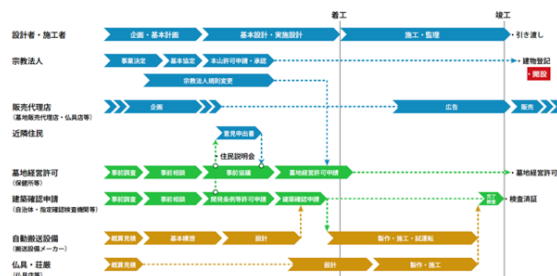 着工
竣工
設計者・施工者
企画・基本計画
基本設計・実施設計
施工・監理
・引き渡し
宗教法人
事業決定
基本協定
本山許可申請・承認
・建物登記
・開設
宗教法人規則変更
販売代理店
(墓地販売代理店・仏具店等)
企画
広告
販売
近隣住民
意見申出書
・住民説明会
墓地経営許可
(保健所等)
事前調査
事前相談
事前協議
墓地経営許可申請
・墓地経営許可
建築確認申請
(自治体・指定確認検査機関等)
事前調査
事前相談
開発条例等許可申請
建築確認申請
完了
検査
・検査済証
自動搬送設備
(搬送設備メーカー)
概算見積
基本構想
設計
製作・施工・試運転
仏具・荘厳
(仏具店等)
概算見積
設計
製作・施工